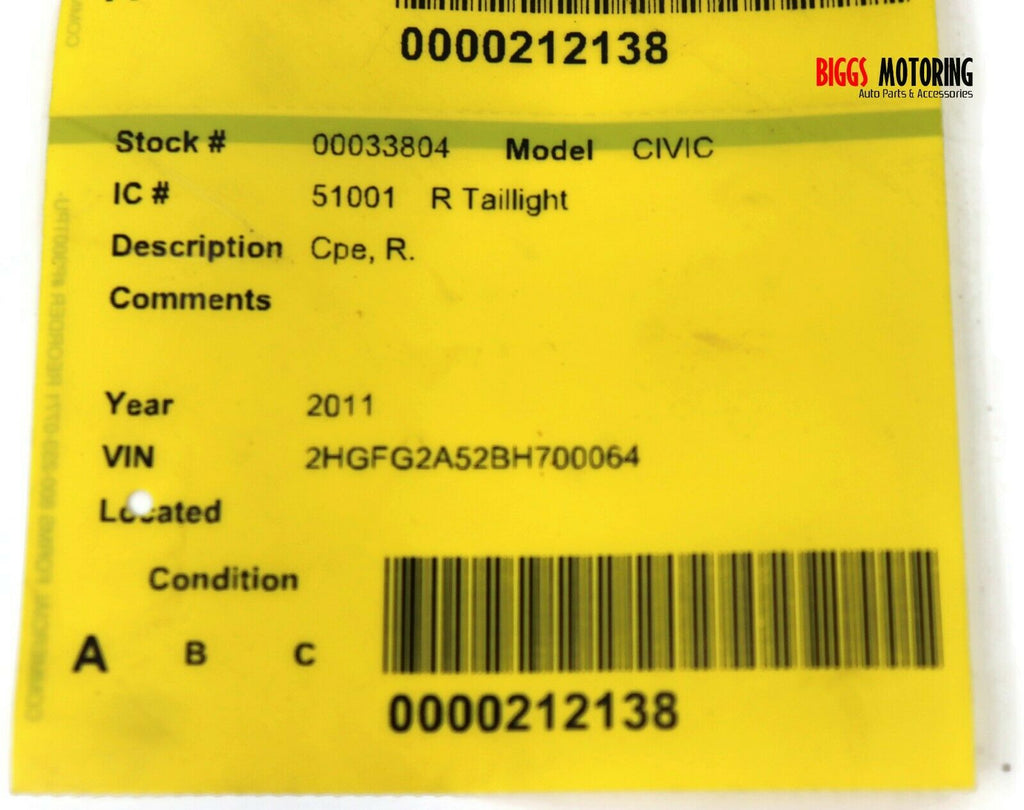 0000212138
BIGGS MOTORING
Auto Parts & Accessories
Stock # 00033804 Model CIVIC
IC # 51001 R Taillight
Description Cpe, R.
Comments
Year 2011
VIN 2HGFG2A52BH700064
Located
Condition
A B C
0000212138